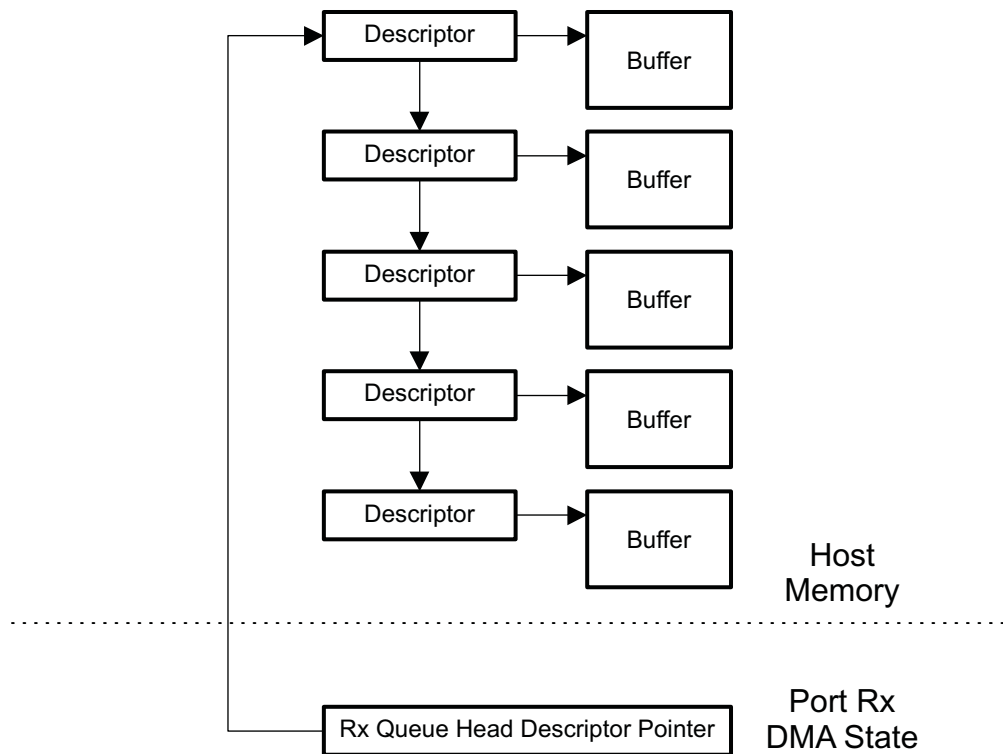 Descriptor
Buffer
Descriptor
Buffer
Descriptor
Buffer
Descriptor
Buffer
Descriptor
Buffer
Host
Memory
Rx Queue Head Descriptor Pointer
Port Rx
DMA State